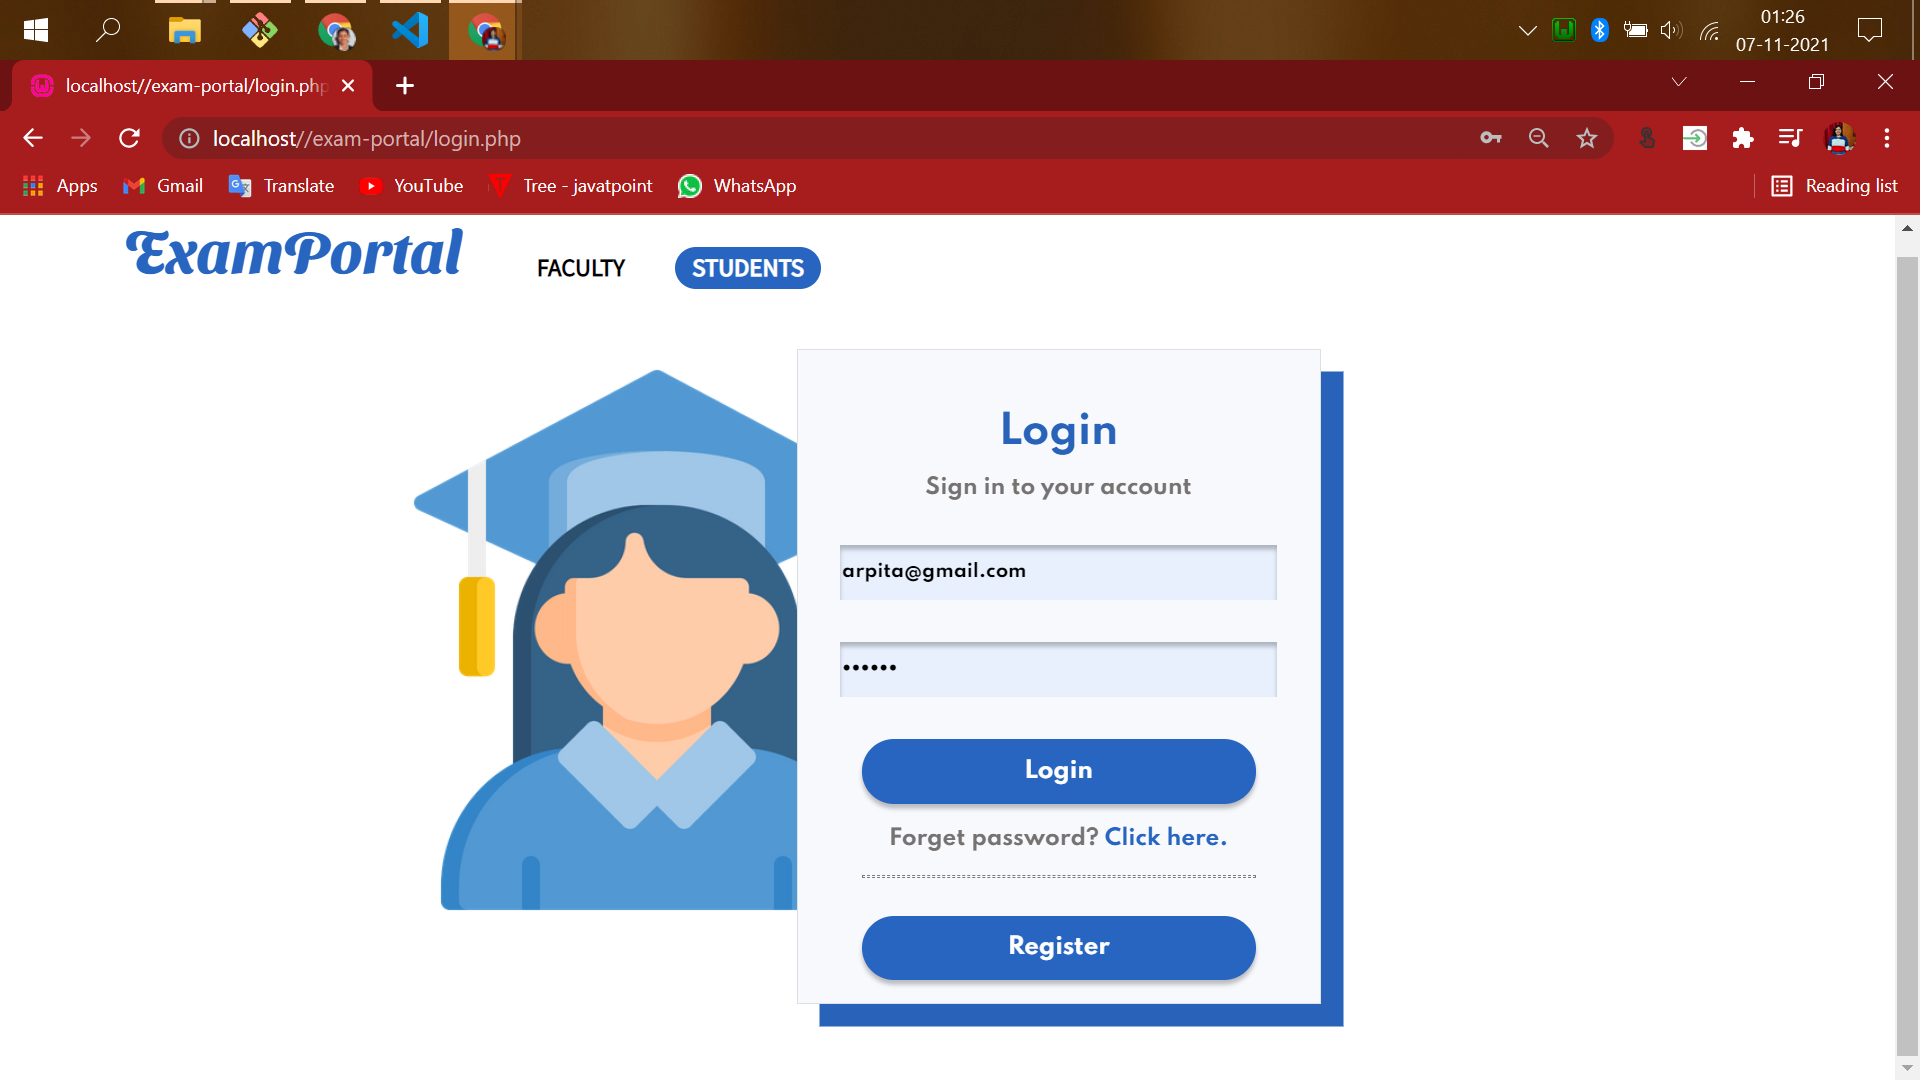 01:26
07-11-2021
localhost//exam-portal/login.php
localhost//exam-portal/login.php
Apps Gmail Translate YouTube Tree - javatpoint WhatsApp Reading list
ExamPortal FACULTY STUDENTS
Login
Sign in to your account
arpita@gmail.com
••••••
Login
Forget password? Click here.
Register